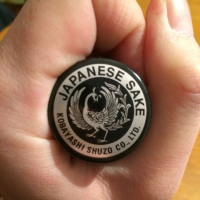 JAPANESE SAKE
KOBAYASHI SHUZO CO., LTD.